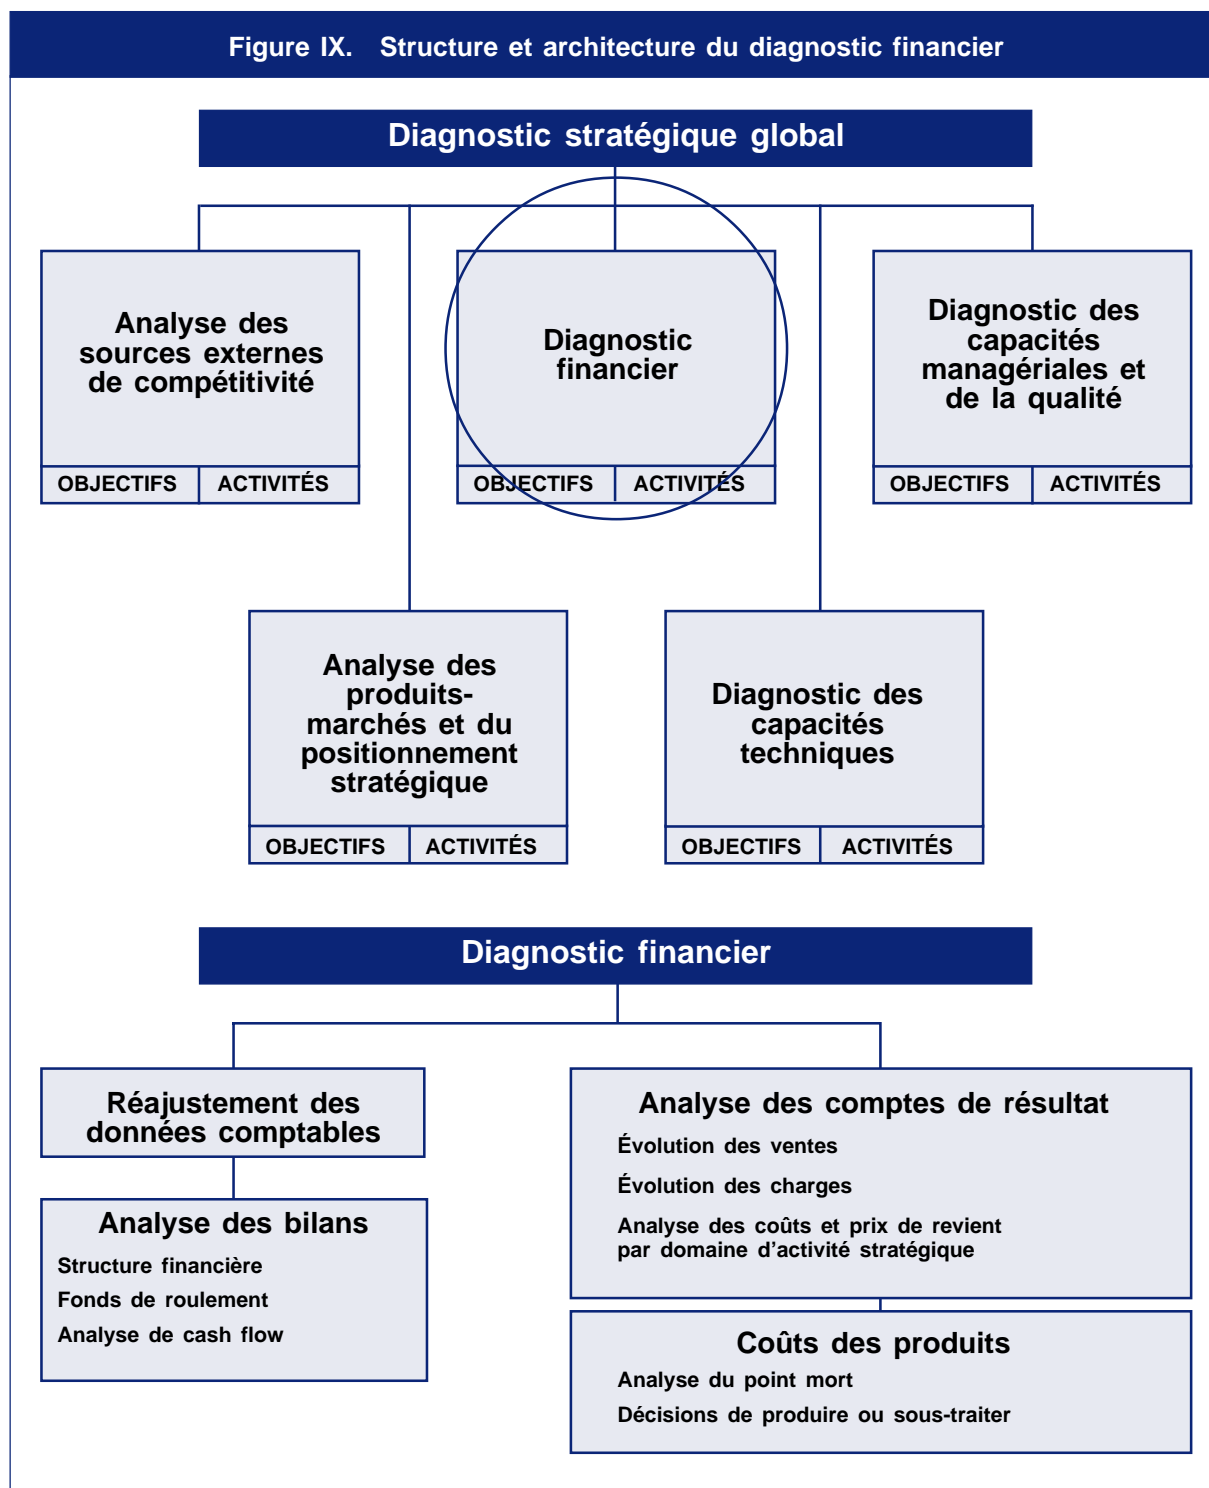 Figure IX. Structure et architecture du diagnostic financier
Diagnostic stratégique global
Analyse des
sources externes
de compétitivité
OBJECTIFS ACTIVITÉS
Diagnostic
financier
OBJECTIFS ACTIVITÉS
Diagnostic des
capacités
managériales et
de la qualité
OBJECTIFS ACTIVITÉS
Analyse des
produits-
marchés et du
positionnement
stratégique
OBJECTIFS ACTIVITÉS
Diagnostic des
capacités
techniques
OBJECTIFS ACTIVITÉS
Diagnostic financier
Réajustement des
données comptables
Analyse des bilans
Structure financière
Fonds de roulement
Analyse de cash flow
Analyse des comptes de résultat
Évolution des ventes
Évolution des charges
Analyse des coûts et prix de revient
par domaine d’activité stratégique
Coûts des produits
Analyse du point mort
Décisions de produire ou sous-traiter